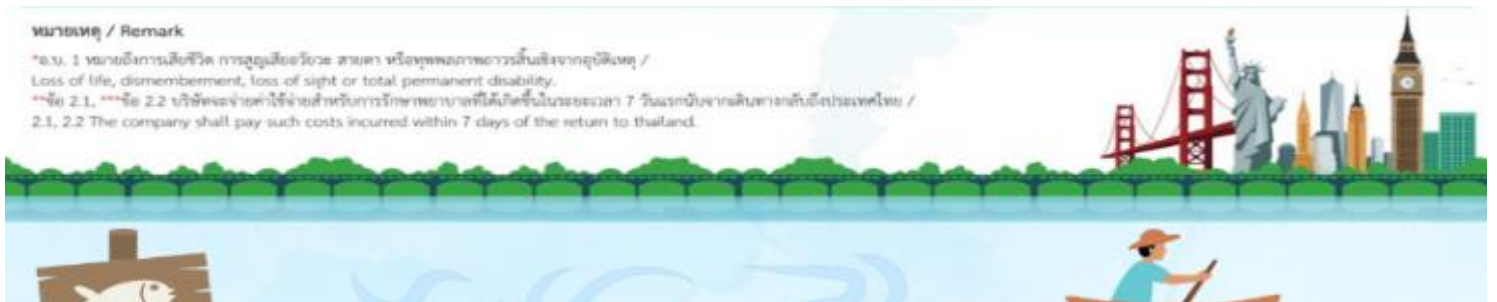 หมายเหตุ / Remark
*อ.บ. 1 หมายถึงการเสียชีวิต การสูญเสียอวัยวะ สายตา หรือทุพพลภาพถาวรสิ้นเชิงจากอุบัติเหตุ /
Loss of life, dismemberment, loss of sight or total permanent disability.
**ข้อ 2.1, ***ข้อ 2.2 บริษัทจะจ่ายค่าใช้จ่ายสำหรับการรักษาพยาบาลที่ได้เกิดขึ้นในระยะเวลา 7 วันแรกนับจากเดินทางกลับถึงประเทศไทย /
2.1, 2.2 The company shall pay such costs incurred within 7 days of the return to thailand.